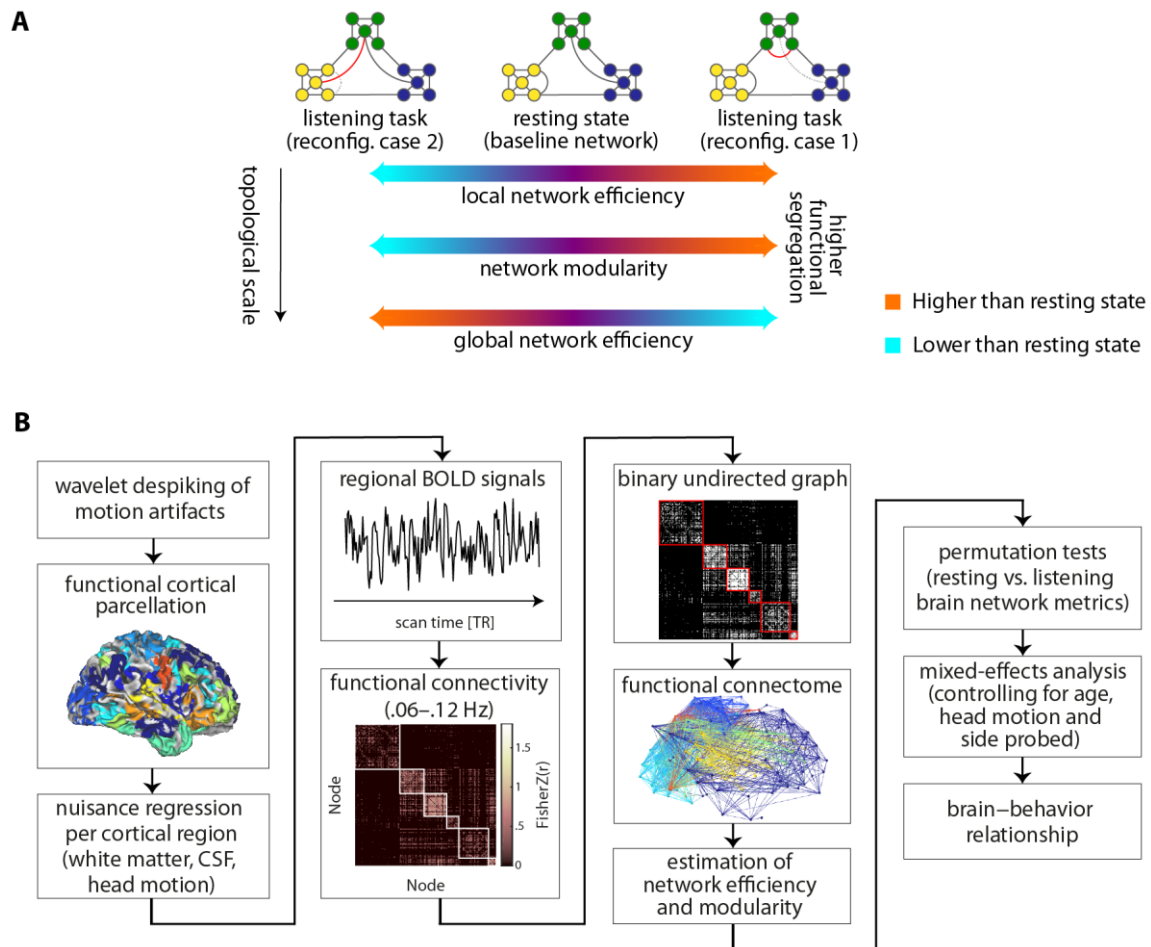 A
listening task
(reconfig. case 2)
resting state
(baseline network)
listening task
(reconfig. case 1)
topological scale
local network efficiency
network modularity
global network efficiency
higher
functional
segregation
Higher than resting state
Lower than resting state
B
wavelet despiking of
motion artifacts
functional cortical
parcellation
nuisance regression
per cortical region
(white matter, CSF,
head motion)
regional BOLD signals
scan time [TR]
functional connectivity
(.06–.12 Hz)
Node
Node
1.5
1
.5
0
FisherZ(r)
binary undirected graph
functional connectome
estimation of
network efficiency
and modularity
permutation tests
(resting vs. listening
brain network metrics)
mixed-effects analysis
(controlling for age,
head motion and
side probed)
brain–behavior
relationship